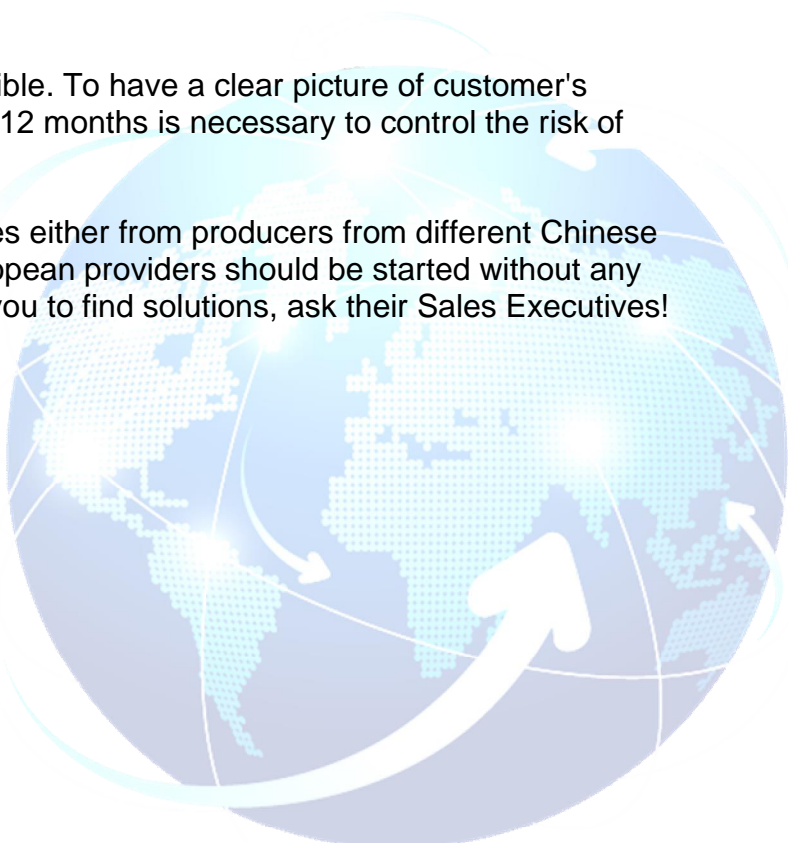 ible. To have a clear picture of customer's
12 months is necessary to control the risk of
es either from producers from different Chinese
opean providers should be started without any
you to find solutions, ask their Sales Executives!